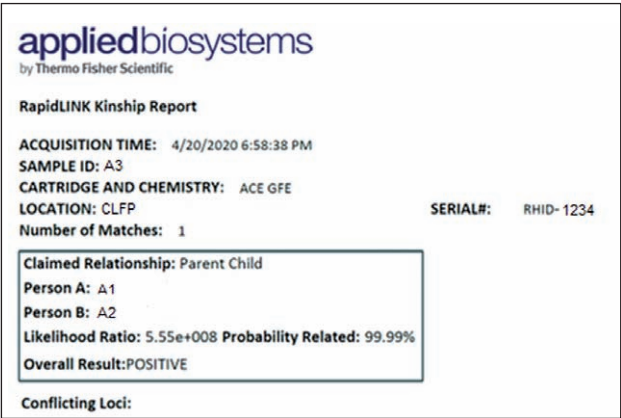 appliedbiosystems
by Thermo Fisher Scientific
RapidLINK Kinship Report
ACQUISITION TIME: 4/20/2020 6:58:38 PM
SAMPLE ID: A3
CARTRIDGE AND CHEMISTRY: ACE GFE
LOCATION: CLFP SERIAL#: RHID-1234
Number of Matches: 1
Claimed Relationship: Parent Child
Person A: A1
Person B: A2
Likelihood Ratio: 5.55e+008 Probability Related: 99.99%
Overall Result:POSITIVE
Conflicting Loci: